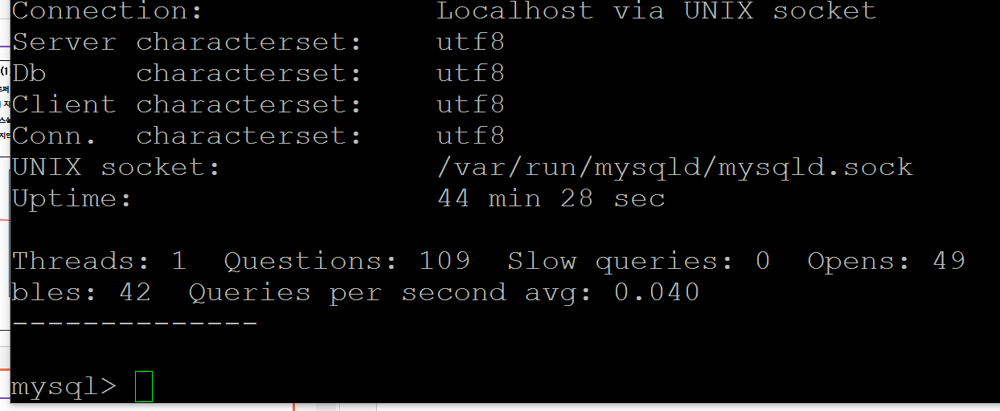 Connection: Localhost via UNIX socket
Server characterset: utf8
Db characterset: utf8
Client characterset: utf8
Conn. characterset: utf8
UNIX socket: /var/run/mysqld/mysqld.sock
Uptime: 44 min 28 sec
Threads: 1 Questions: 109 Slow queries: 0 Opens: 49
bles: 42 Queries per second avg: 0.040
--------------
mysql>
(1